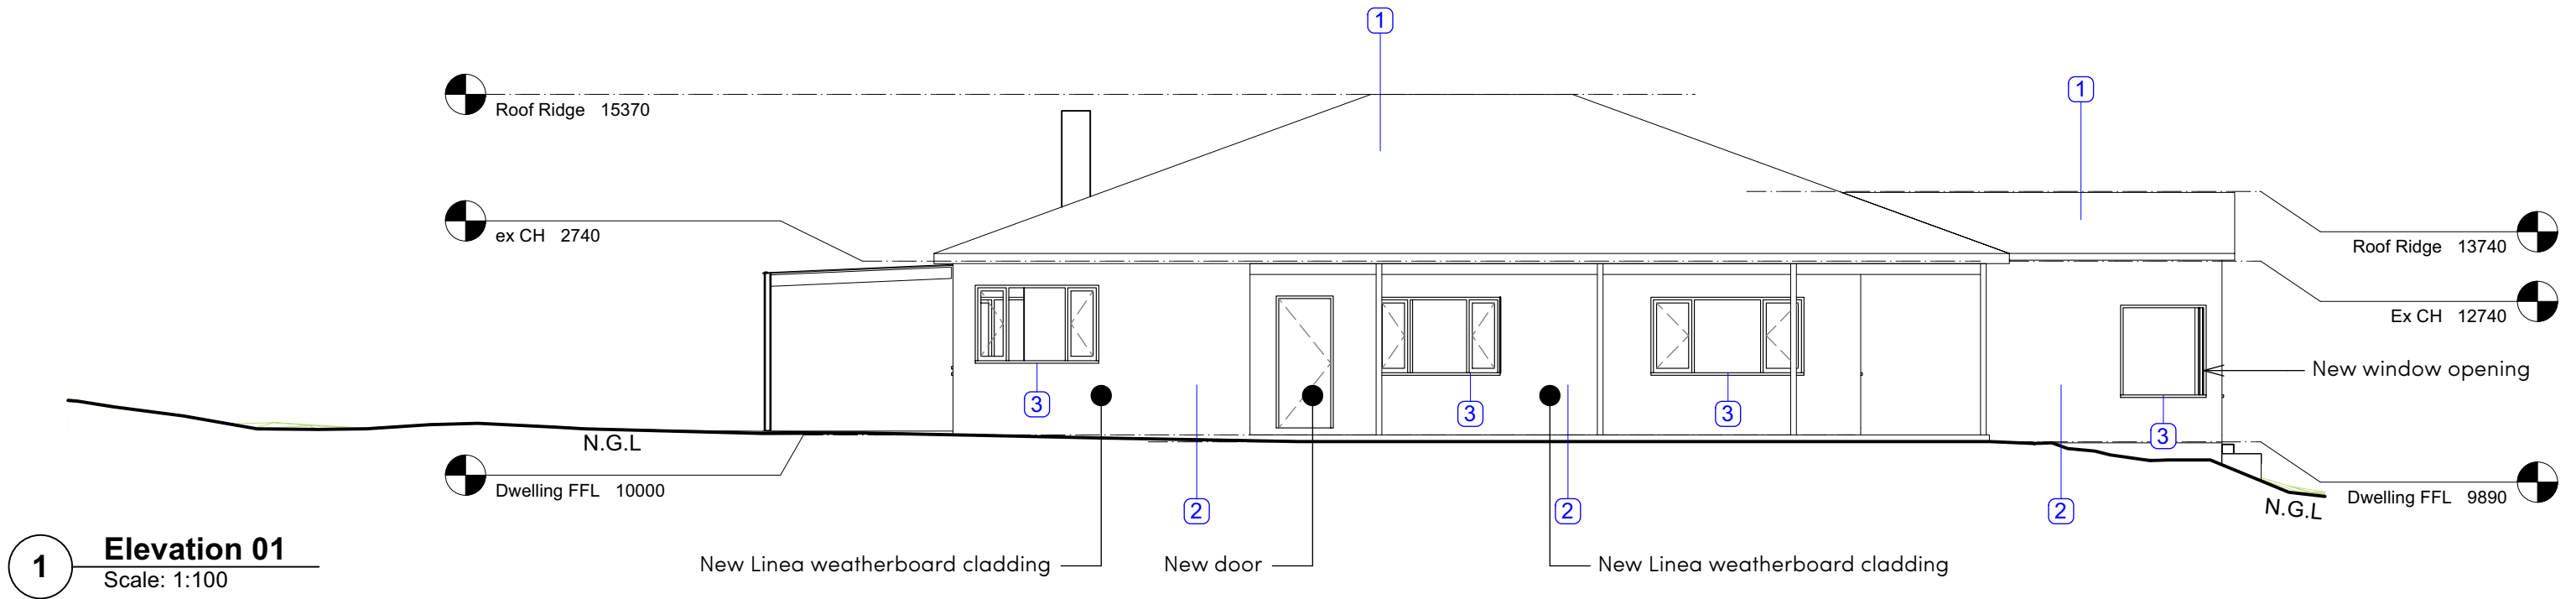 1
1
Roof Ridge 15370
ex CH 2740
Roof Ridge 13740
Ex CH 12740
New window opening
3
3
3
3
N.G.L
Dwelling FFL 10000
Dwelling FFL 9890
N.G.L
2
2
2
New Linea weatherboard cladding
New door
New Linea weatherboard cladding
1
Elevation 01
Scale: 1:100